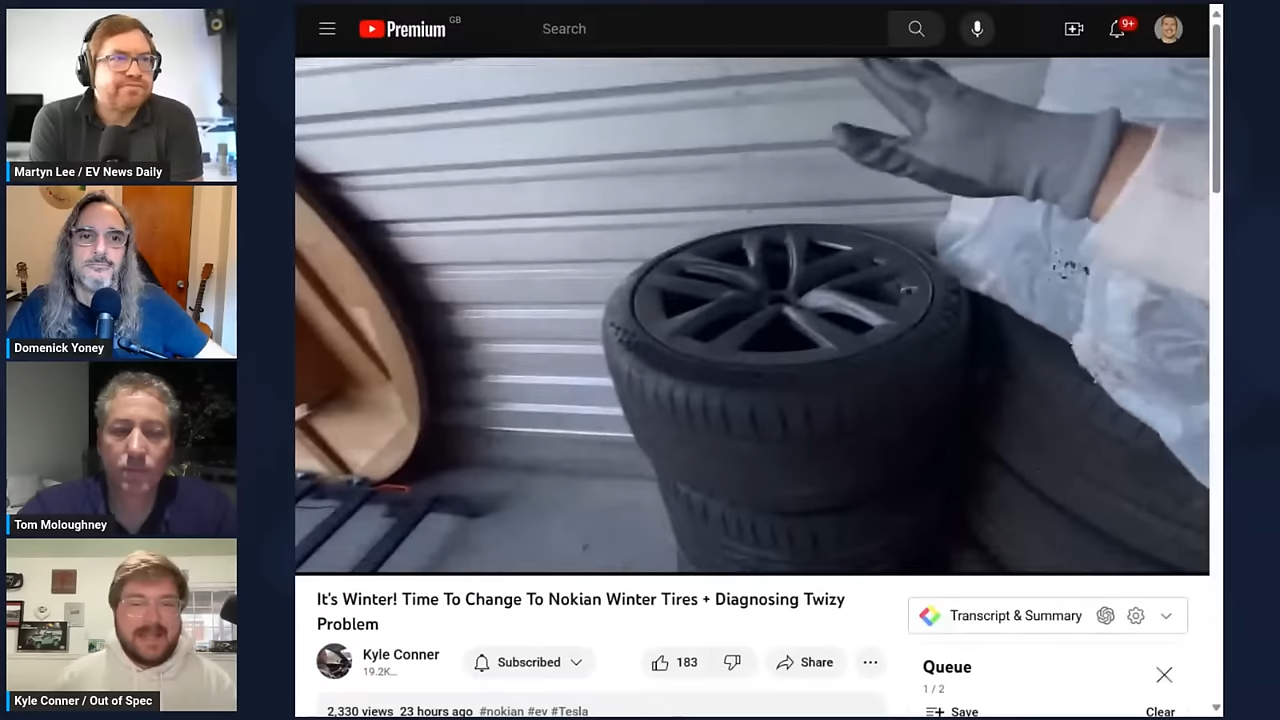 Martyn Lee / EV News Daily
Domenick Yoney
Tom Moloughney
Kyle Conner / Out of Spec
Premium GB
Search
9+
It's Winter! Time To Change To Nokian Winter Tires + Diagnosing Twizy
Problem
Kyle Conner
19.2K...
Subscribed
183
Share
2,330 views 23 hours ago #nokian #ev #Tesla
Transcript & Summary
Queue
1 / 2
Save
Clear